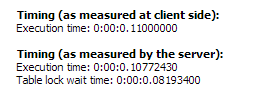 Timing (as measured at client side):
Execution time: 0:00:0.11000000
Timing (as measured by the server):
Execution time: 0:00:0.10772430
Table lock wait time: 0:00:0.08193400